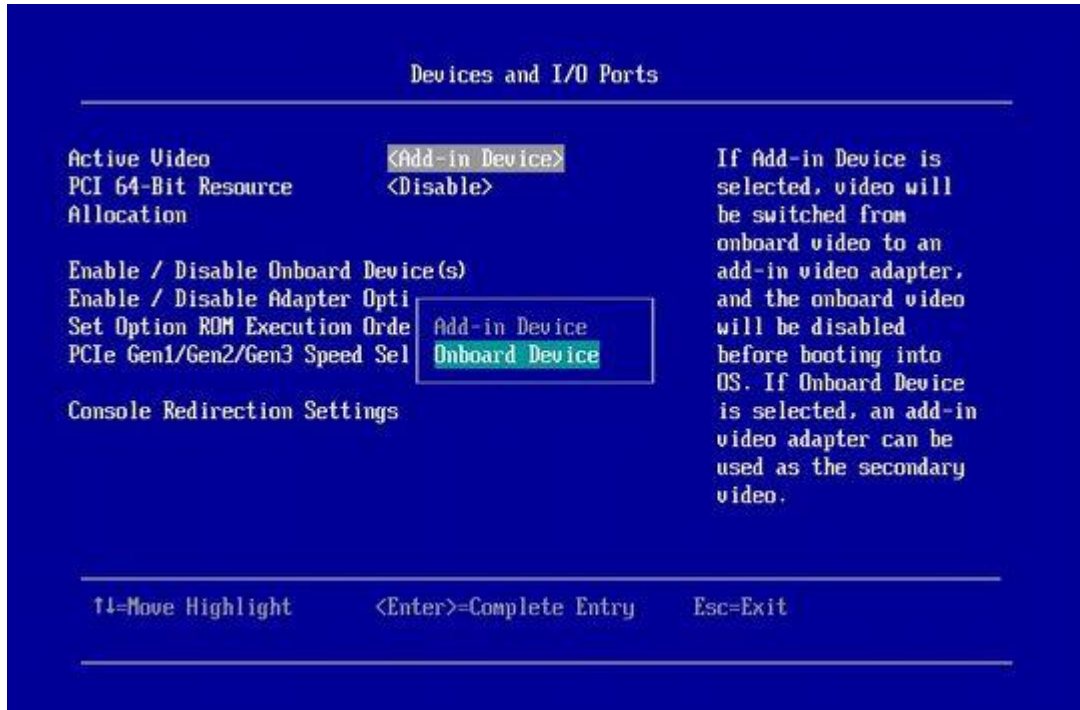 Devices and I/O Ports
Active Video <Add-in Device>
PCI 64-Bit Resource <Disable>
Allocation
Enable / Disable Onboard Device(s)
Enable / Disable Adapter Opti
Set Option ROM Execution Orde
PCIe Gen1/Gen2/Gen3 Speed Sel
Console Redirection Settings
Add-in Device
Onboard Device
If Add-in Device is
selected, video will
be switched from
onboard video to an
add-in video adapter,
and the onboard video
will be disabled
before booting into
OS. If Onboard Device
is selected, an add-in
video adapter can be
used as the secondary
video.
↑↓=Move Highlight <Enter>=Complete Entry Esc=Exit